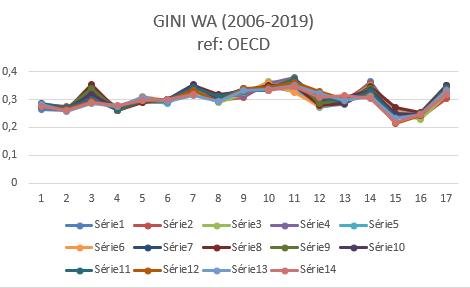 GINI WA (2006-2019)
ref: OECD
0,4
0,3
0,2
0,1
0
1 2 3 4 5 6 7 8 9 10 11 12 13 14 15 16 17
Série1 Série2 Série3 Série4 Série5
Série6 Série7 Série8 Série9 Série10
Série11 Série12 Série13 Série14